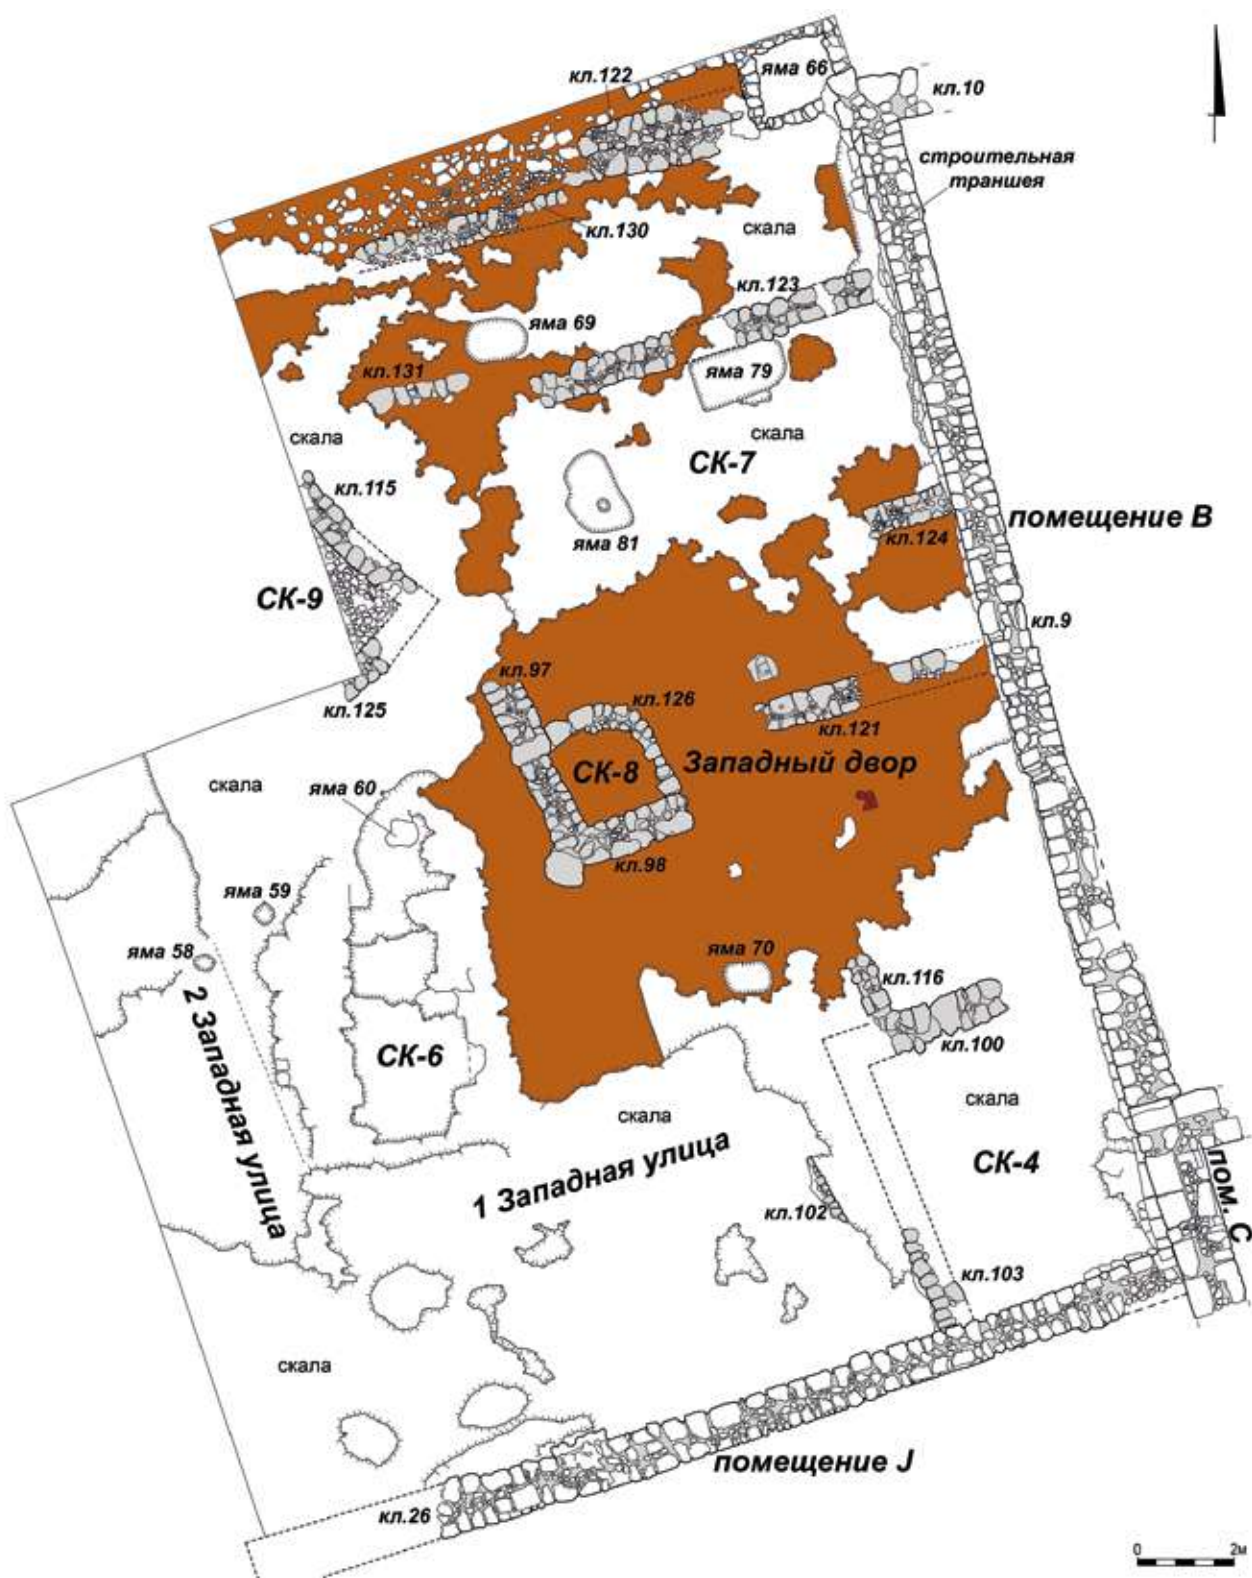 яма 66
кл.122
кл.10
строительная
траншея
кл.130
скала
кл.123
яма 69
кл.131
яма 79
скала
скала
СК-7
кл.115
помещение В
яма 81
кл.124
СК-9
кл.9
кл.97
кл.125
кл.126
кл.121
Западный двор
СК-8
скала
яма 60
кл.98
яма 59
яма 70
яма 58
кл.116
2 Западная улица
СК-6
кл.100
скала
скала
1 Западная улица
СК-4
пом. С
кл.102
кл.103
скала
помещение J
кл.26
0 2м